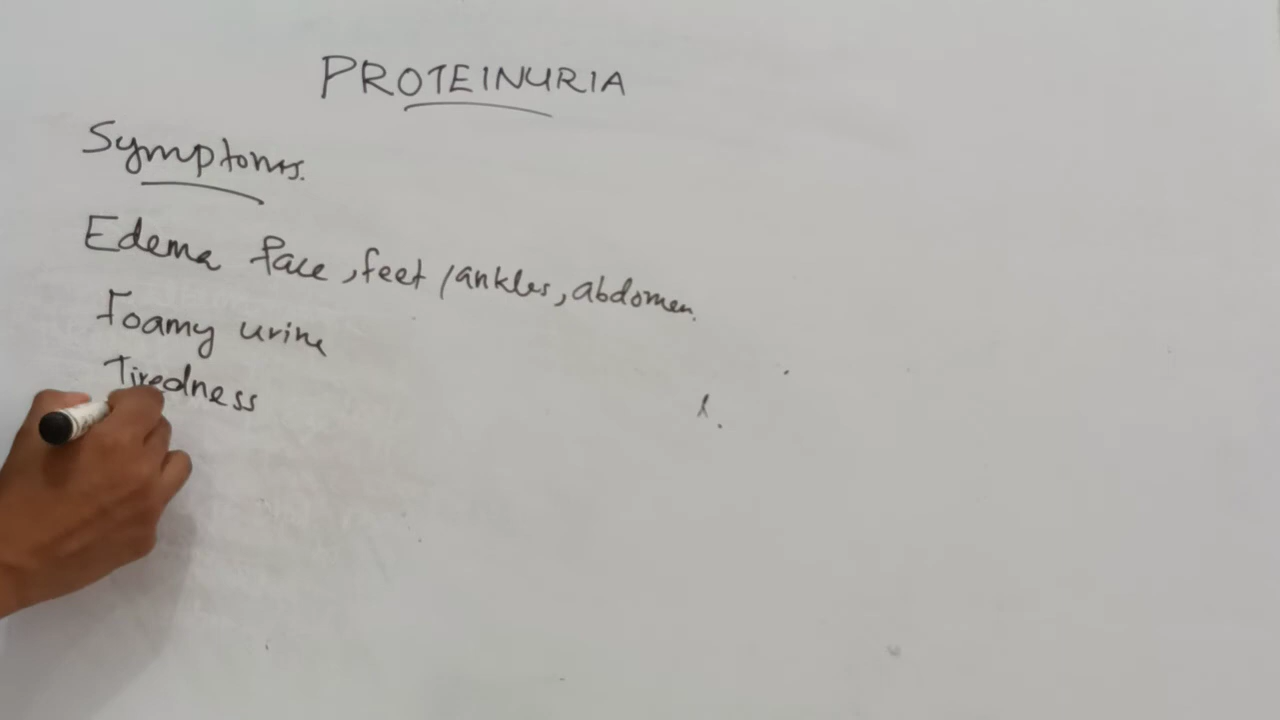 PROTEINURIA
Symptoms.
Edema face, feet/ankles, abdomen.
Foamy urine
Tiredness